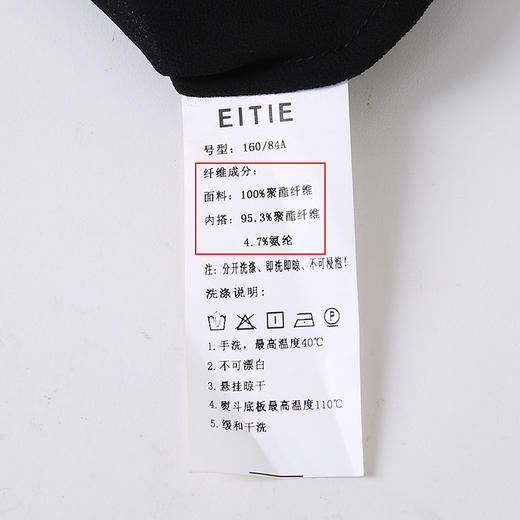 EITIE
号型: 160/84A
纤维成分:
面料: 100%聚酯纤维
内搭: 95.3%聚酯纤维
4.7%氨纶
注: 分开洗涤、即洗即晾、不可浸泡!
洗涤说明:
P
1.手洗，最高温度40℃
2.不可漂白
3.悬挂晾干
4.熨斗底板最高温度110℃
5.缓和干洗